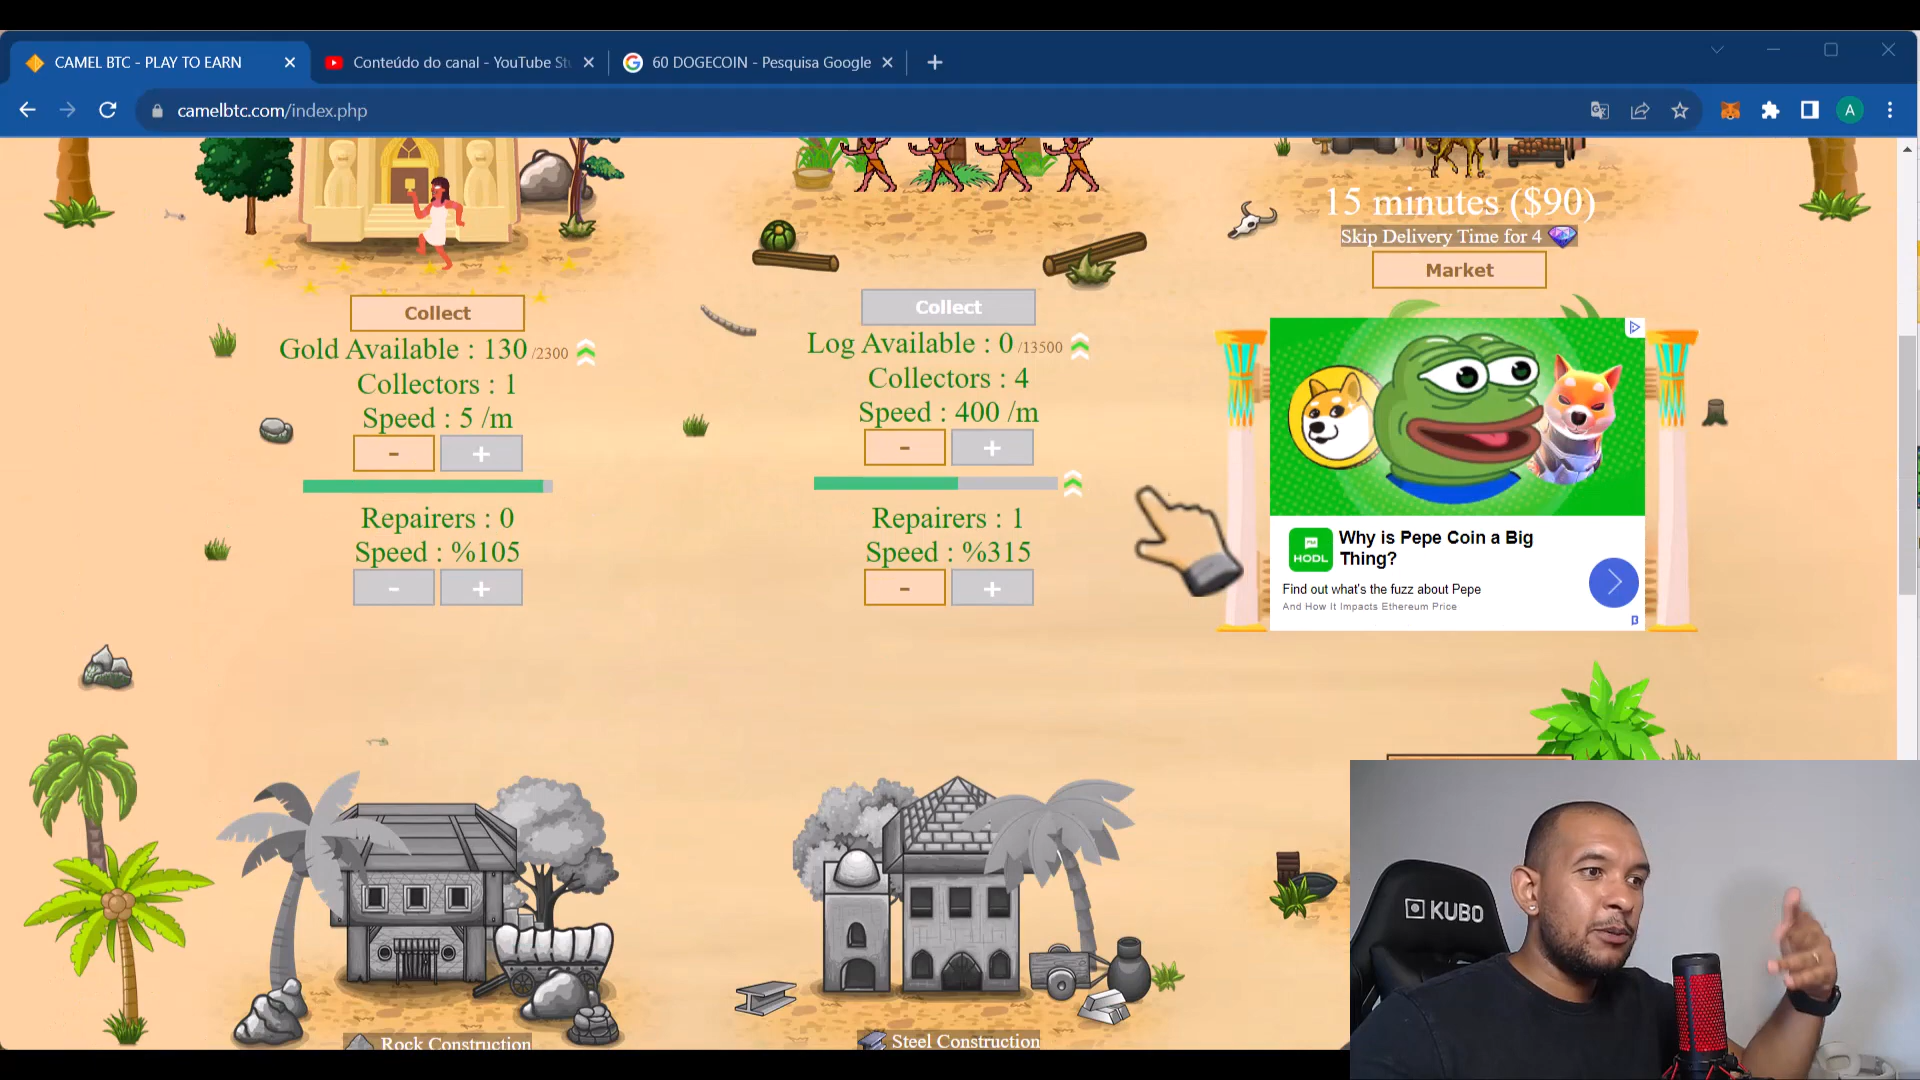 CAMEL BTC - PLAY TO EARN
Conteúdo do canal - YouTube Stu
60 DOGECOIN - Pesquisa Google
camelbtc.com/index.php
A
15 minutes ($90)
Skip Delivery Time for 4
Market
Collect
Gold Available : 130 /2300
Collectors : 1
Speed : 5 /m
- +
Repairers : 0
Speed : %105
- +
Collect
Log Available : 0 /13500
Collectors : 4
Speed : 400 /m
- +
Repairers : 1
Speed : %315
- +
HODL
Why is Pepe Coin a Big
Thing?
Find out what's the fuzz about Pepe
And How It Impacts Ethereum Price
Rock Construction
Steel Construction
KUBO